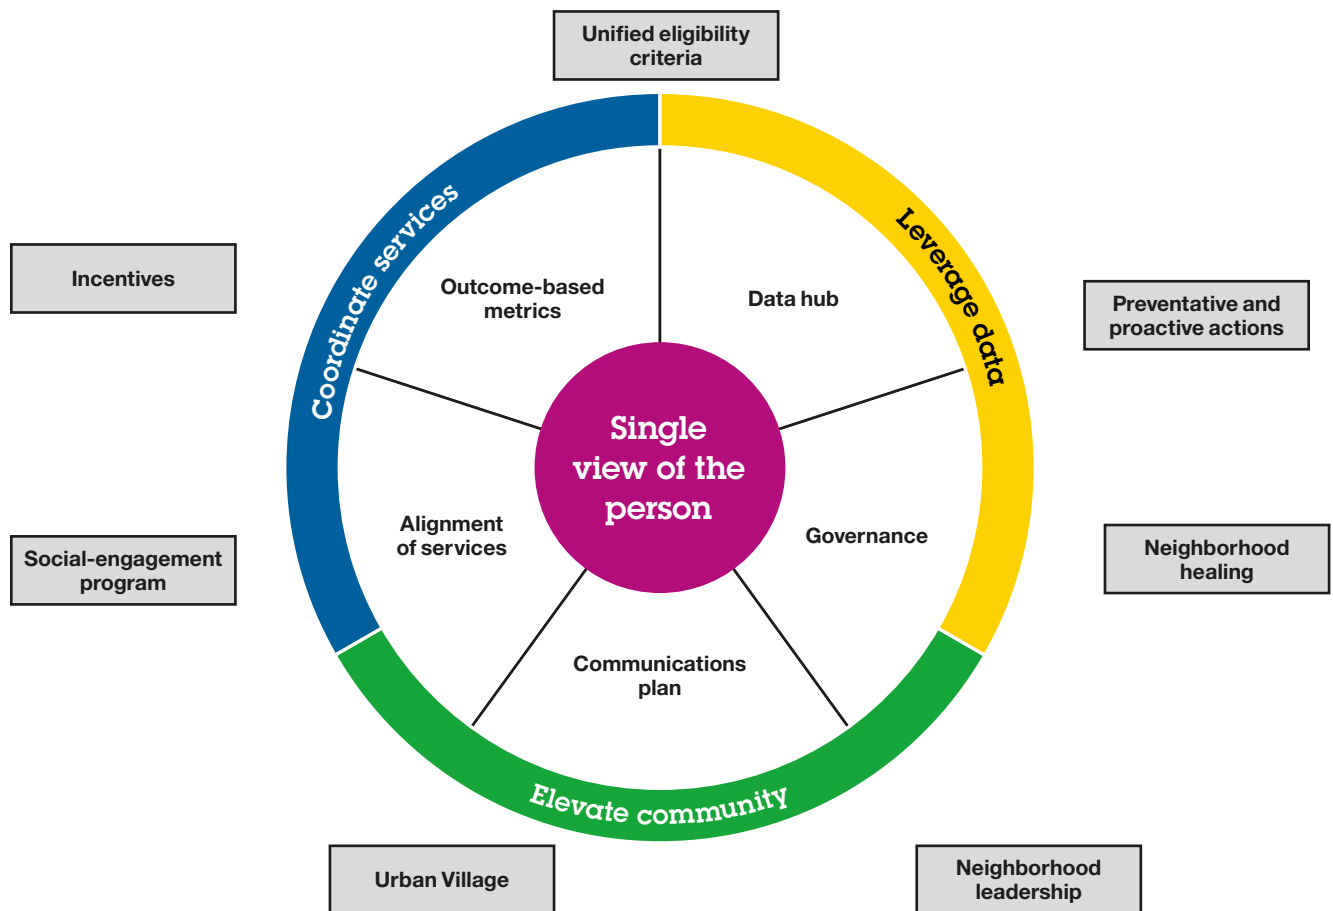 Unified eligibility
criteria
Coordinate services
Leverage data
Incentives
Outcome-based
metrics
Data hub
Preventative and
proactive actions
Single
view of the
person
Social-engagement
program
Alignment
of services
Governance
Neighborhood
healing
Communications
plan
Elevate community
Urban Village
Neighborhood
leadership